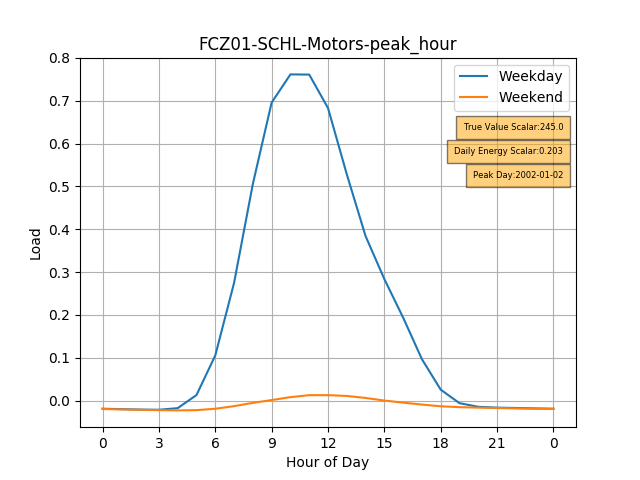 FCZ01-SCHL-Motors-peak_hour
0.8
0.7
0.6
0.5
0.4
0.3
0.2
0.1
0.0
Load
Weekday
Weekend
True Value Scalar:245.0
Daily Energy Scalar:0.203
Peak Day:2002-01-02
0 3 6 9 12 15 18 21 0
Hour of Day